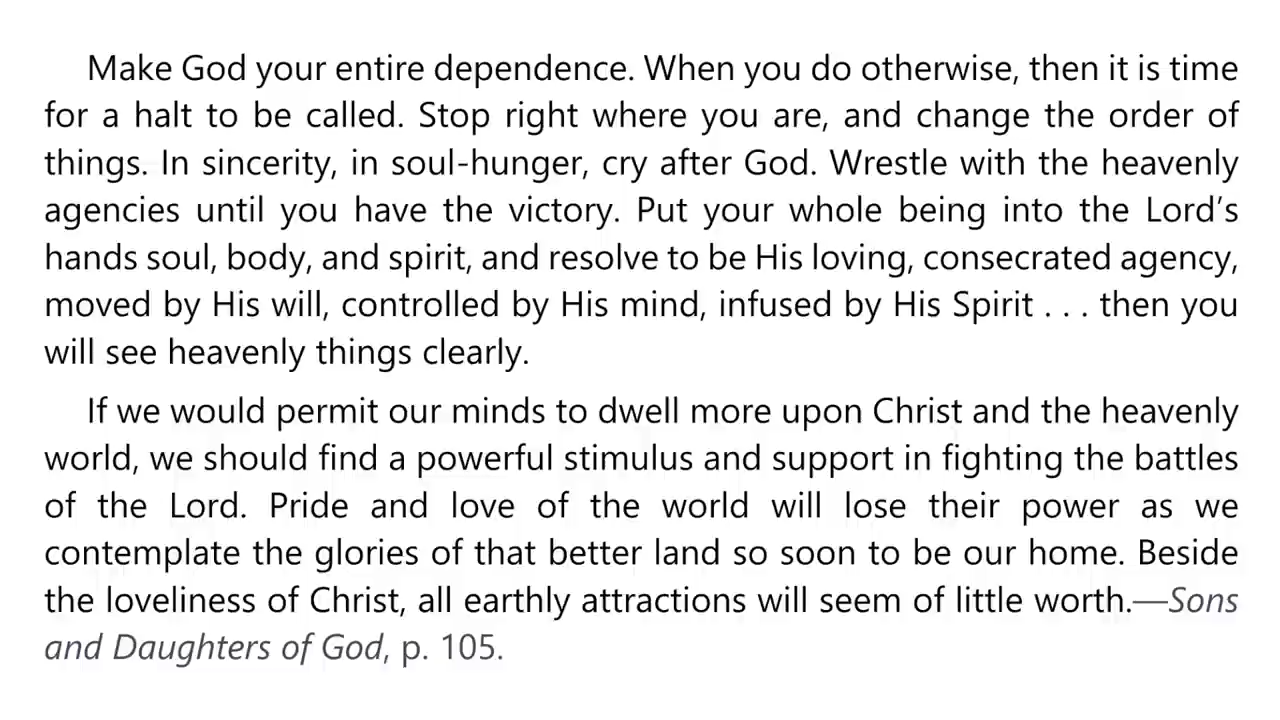 Make God your entire dependence. When you do otherwise, then it is time
for a halt to be called. Stop right where you are, and change the order of
things. In sincerity, in soul-hunger, cry after God. Wrestle with the heavenly
agencies until you have the victory. Put your whole being into the Lord’s
hands soul, body, and spirit, and resolve to be His loving, consecrated agency,
moved by His will, controlled by His mind, infused by His Spirit . . . then you
will see heavenly things clearly.
If we would permit our minds to dwell more upon Christ and the heavenly
world, we should find a powerful stimulus and support in fighting the battles
of the Lord. Pride and love of the world will lose their power as we
contemplate the glories of that better land so soon to be our home. Beside
the loveliness of Christ, all earthly attractions will seem of little worth.—Sons
and Daughters of God, p. 105.